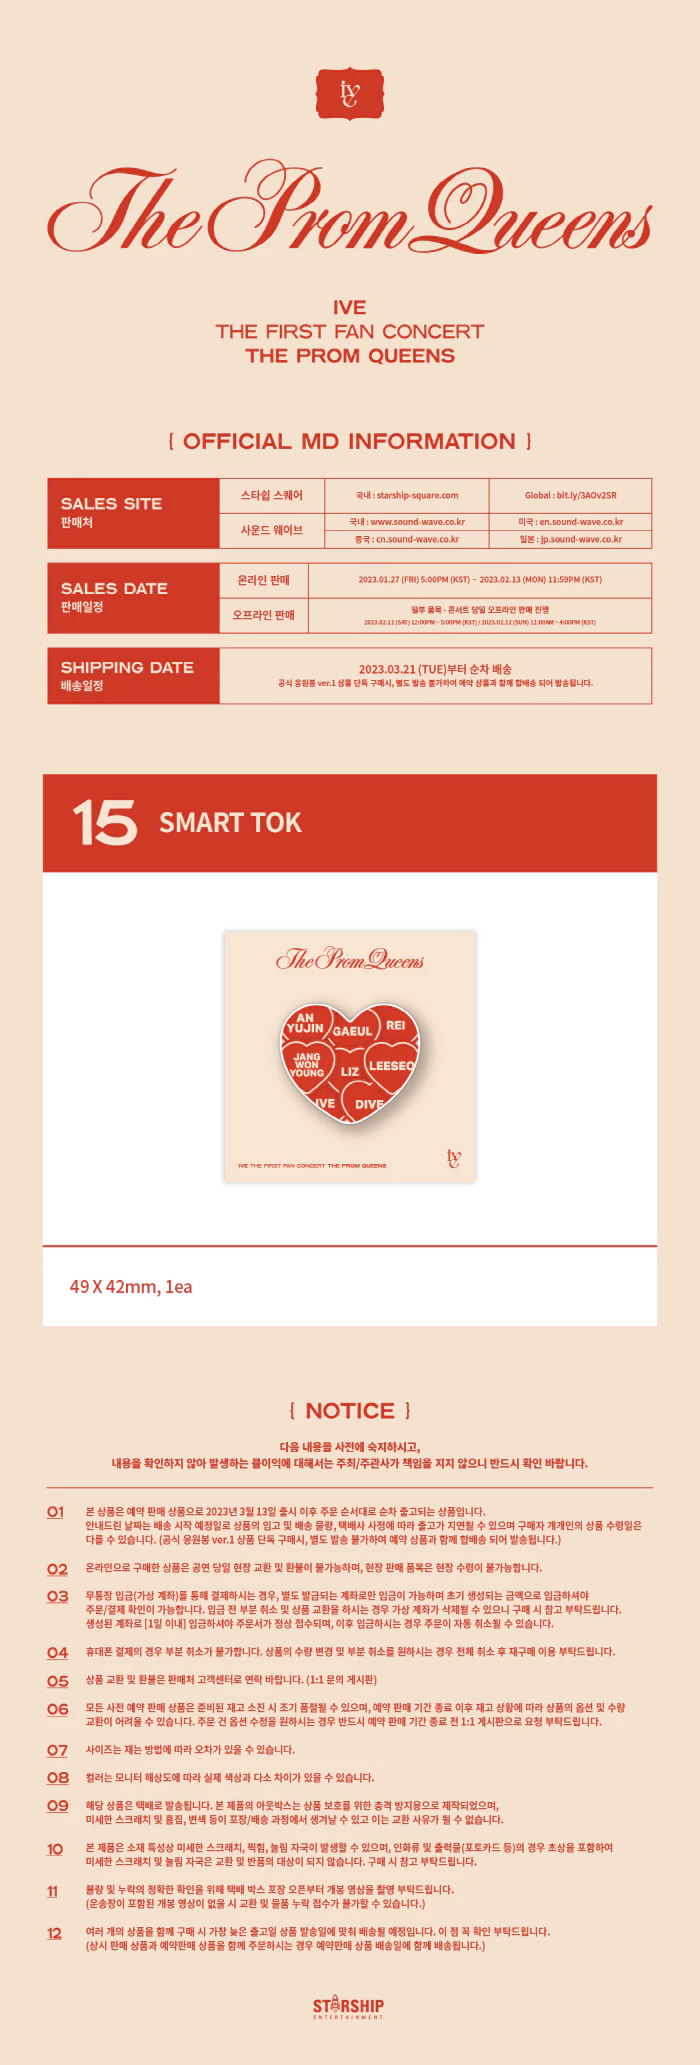 ive
The Prom Queens
IVE
THE FIRST FAN CONCERT
THE PROM QUEENS
{ OFFICIAL MD INFORMATION }
SALES SITE
판매처
스타쉽 스퀘어
국내 : starship-square.com
Global : bit.ly/3AOv2SR
사운드 웨이브
국내 : www.sound-wave.co.kr
미국 : en.sound-wave.co.kr
중국 : cn.sound-wave.co.kr
일본 : jp.sound-wave.co.kr
SALES DATE
판매일정
온라인 판매
2023.01.27 (FRI) 5:00PM (KST) ~ 2023.02.13 (MON) 11:59PM (KST)
오프라인 판매
일부 품목 - 콘서트 당일 오프라인 판매 진행
2023.02.11 (SAT) 12:00PM ~ 5:00PM (KST) / 2023.02.12 (SUN) 11:00AM ~ 4:00PM (KST)
SHIPPING DATE
배송일정
2023.03.21 (TUE)부터 순차 배송
공식 응원봉 ver.1 상품 단독 구매시, 별도 발송 불가하여 예약 상품과 함께 합배송 되어 발송됩니다.
15 SMART TOK
The Prom Queens
AN
YUJIN
GAEUL
REI
JANG
WON
YOUNG
LIZ
LEESEO
IVE
DIVE
IVE THE FIRST FAN CONCERT THE PROM QUEENS
ive
49 X 42mm, 1ea
{ NOTICE }
다음 내용을 사전에 숙지하시고,
내용을 확인하지 않아 발생하는 불이익에 대해서는 주최/주관사가 책임을 지지 않으니 반드시 확인 바랍니다.
01 본 상품은 예약 판매 상품으로 2023년 3월 13일 출시 이후 주문 순서대로 순차 출고되는 상품입니다.
안내드린 날짜는 배송 시작 예정일로 상품의 입고 및 배송 물량, 택배사 사정에 따라 출고가 지연될 수 있으며 구매자 개개인의 상품 수령일은
다를 수 있습니다. (공식 응원봉 ver.1 상품 단독 구매시, 별도 발송 불가하여 예약 상품과 함께 합배송 되어 발송됩니다.)
02 온라인으로 구매한 상품은 공연 당일 현장 교환 및 환불이 불가능하며, 현장 판매 품목은 현장 수령이 불가능합니다.
03 무통장 입금(가상 계좌)를 통해 결제하시는 경우, 별도 발급되는 계좌로만 입금이 가능하며 초기 생성되는 금액으로 입금하셔야
주문/결제 확인이 가능합니다. 입금 전 부분 취소 및 상품 교환을 하시는 경우 가상 계좌가 삭제될 수 있으니 구매 시 참고 부탁드립니다.
생성된 계좌로 [1일 이내] 입금하셔야 주문서가 정상 접수되며, 이후 입금하시는 경우 주문이 자동 취소될 수 있습니다.
04 휴대폰 결제의 경우 부분 취소가 불가합니다. 상품의 수량 변경 및 부분 취소를 원하시는 경우 전체 취소 후 재구매 이용 부탁드립니다.
05 상품 교환 및 환불은 판매처 고객센터로 연락 바랍니다. (1:1 문의 게시판)
06 모든 사전 예약 판매 상품은 준비된 재고 소진 시 조기 품절될 수 있으며, 예약 판매 기간 종료 이후 재고 상황에 따라 상품의 옵션 및 수량
교환이 어려울 수 있습니다. 주문 건 옵션 수정을 원하시는 경우 반드시 예약 판매 기간 종료 전 1:1 게시판으로 요청 부탁드립니다.
07 사이즈는 재는 방법에 따라 오차가 있을 수 있습니다.
08 컬러는 모니터 해상도에 따라 실제 색상과 다소 차이가 있을 수 있습니다.
09 해당 상품은 택배로 발송됩니다. 본 제품의 아웃박스는 상품 보호를 위한 충격 방지용으로 제작되었으며,
미세한 스크래치 및 흠집, 변색 등이 포장/배송 과정에서 생겨날 수 있고 이는 교환 사유가 될 수 없습니다.
10 본 제품은 소재 특성상 미세한 스크래치, 찍힘, 눌림 자국이 발생할 수 있으며, 인화류 및 출력물(포토카드 등)의 경우 초상을 포함하여
미세한 스크래치 및 눌림 자국은 교환 및 반품의 대상이 되지 않습니다. 구매 시 참고 부탁드립니다.
11 불량 및 누락의 정확한 확인을 위해 택배 박스 포장 오픈부터 개봉 영상을 촬영 부탁드립니다.
(운송장이 포함된 개봉 영상이 없을 시 교환 및 물품 누락 접수가 불가할 수 있습니다.)
12 여러 개의 상품을 함께 구매 시 가장 늦은 출고일 상품 발송일에 맞춰 배송될 예정입니다. 이 점 꼭 확인 부탁드립니다.
(상시 판매 상품과 예약판매 상품을 함께 주문하시는 경우 예약판매 상품 배송일에 함께 배송됩니다.)
STARSHIP
ENTERTAINMENT